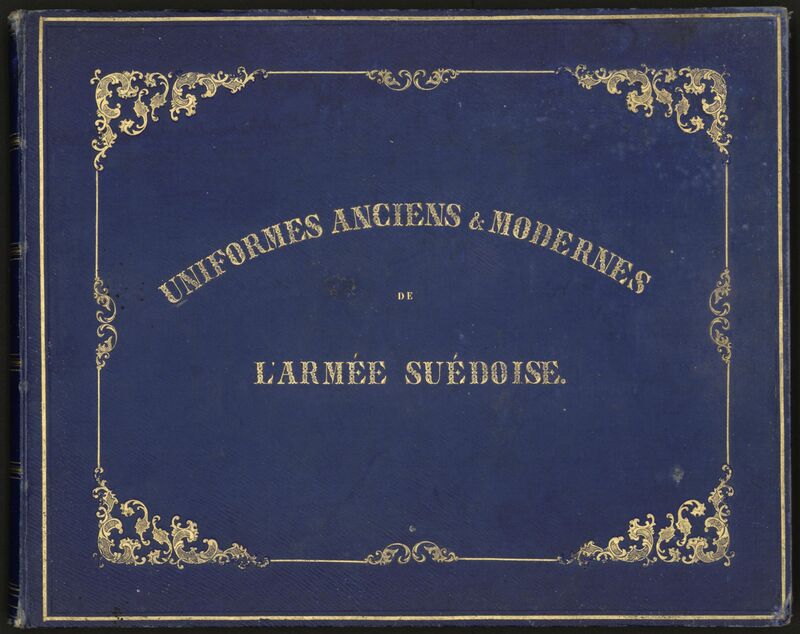 UNIFORMES ANCIENS & MODERNES
DE
L'ARMÉE SUÉDOISE.